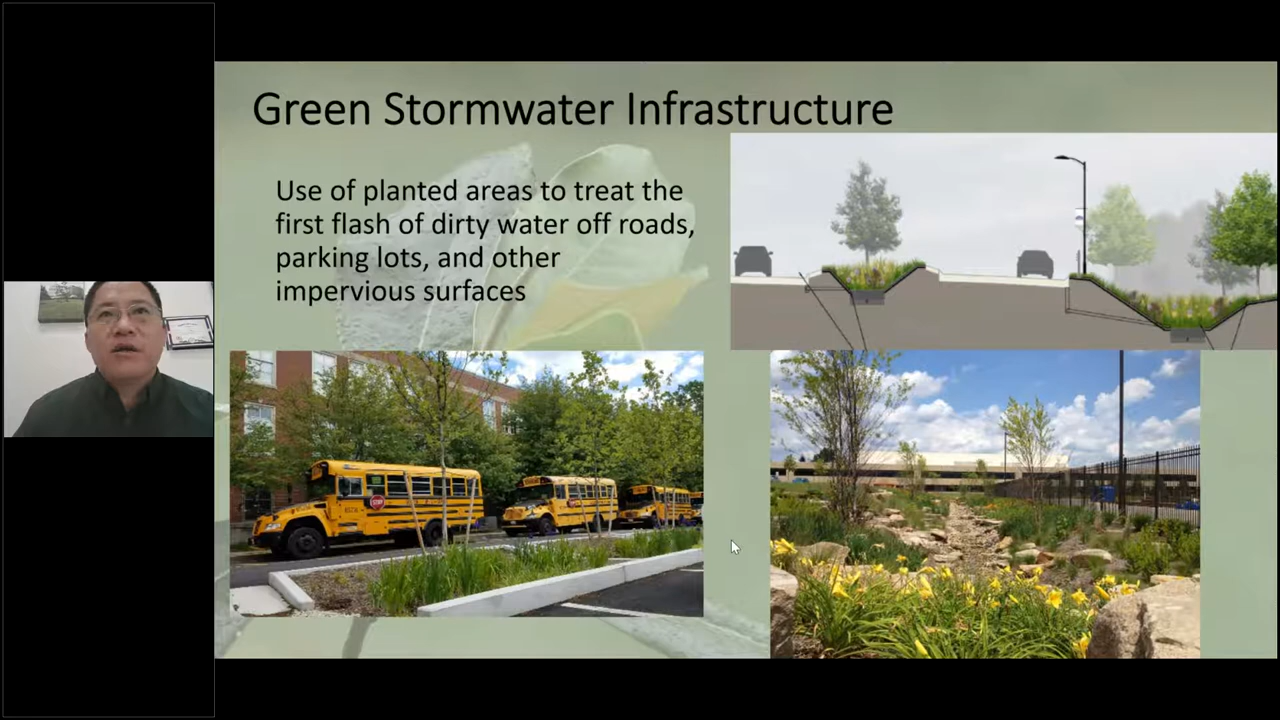 Green Stormwater Infrastructure
Use of planted areas to treat the
first flash of dirty water off roads,
parking lots, and other
impervious surfaces
STOP